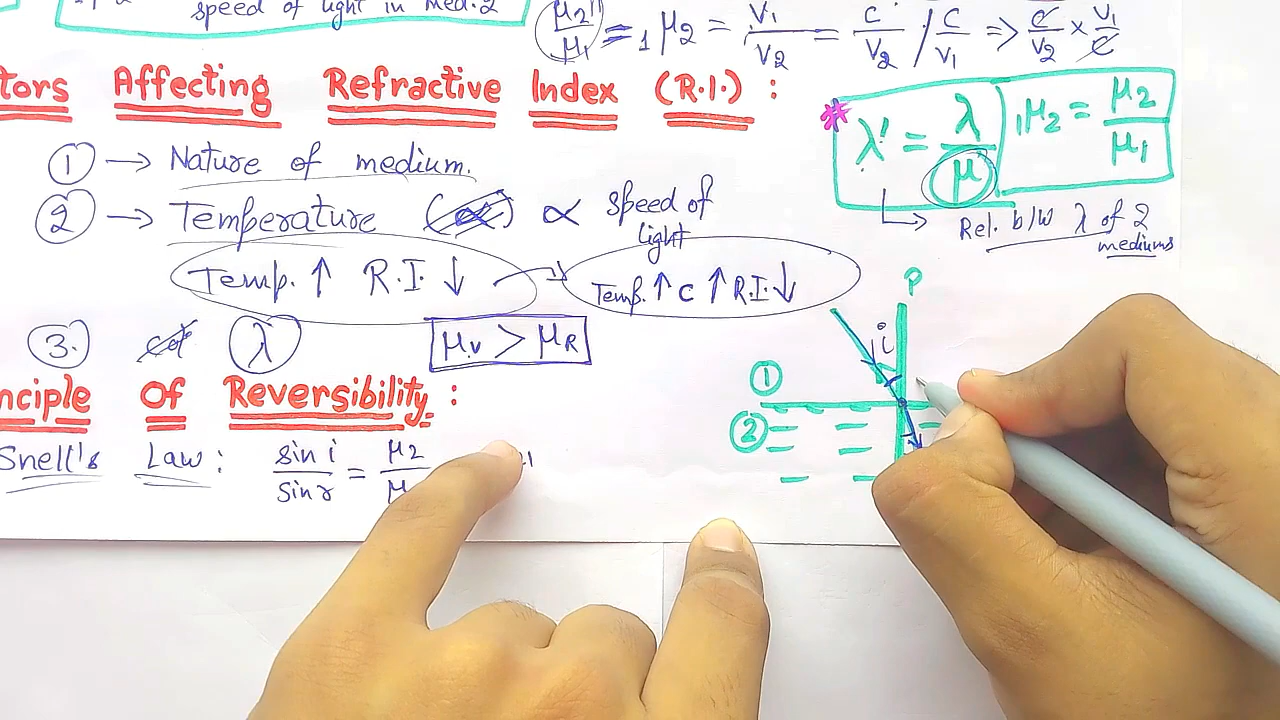 speed of light in med.2
μ2/μ1 = 1μ2 = V1/V2 = C/V2 / C/V1 => C/V2 × V1/C
tors Affecting Refractive Index (R.I.) :
1 → Nature of medium.
2 → Temperature (∝) ∝ speed of light
Temp. ↑ R.I. ↓ → Temp. ↑ C ↑ R.I. ↓
3. λ μv > μR
* λ' = λ/μ 1μ2 = μ2/μ1
Rel. b/w λ of 2 mediums
nciple Of Reversibility :
Snell's Law : sin i/sin r = μ2/μ
P
i
1
2